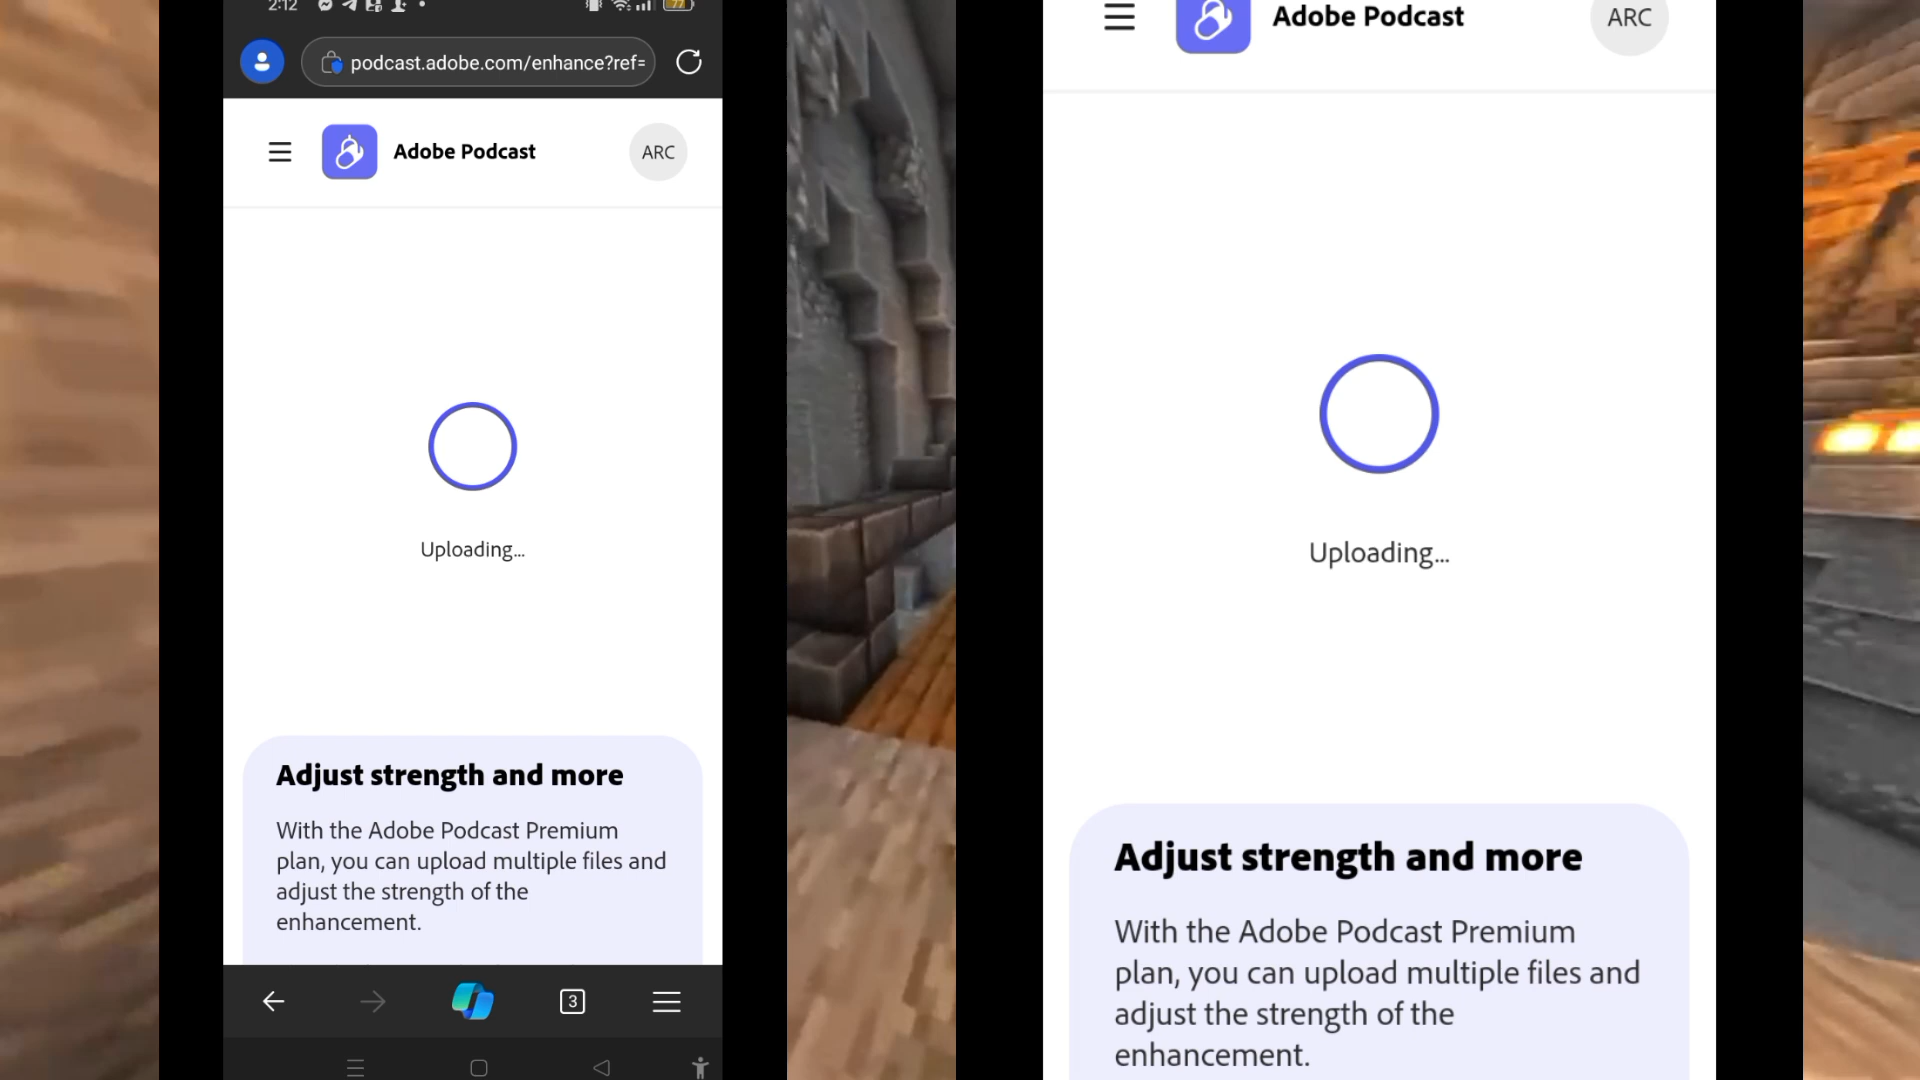 2:12
77
podcast.adobe.com/enhance?ref=
Adobe Podcast
ARC
Uploading...
Adjust strength and more
With the Adobe Podcast Premium
plan, you can upload multiple files and
adjust the strength of the
enhancement.
3
Adobe Podcast
ARC
Uploading...
Adjust strength and more
With the Adobe Podcast Premium
plan, you can upload multiple files and
adjust the strength of the
enhancement.